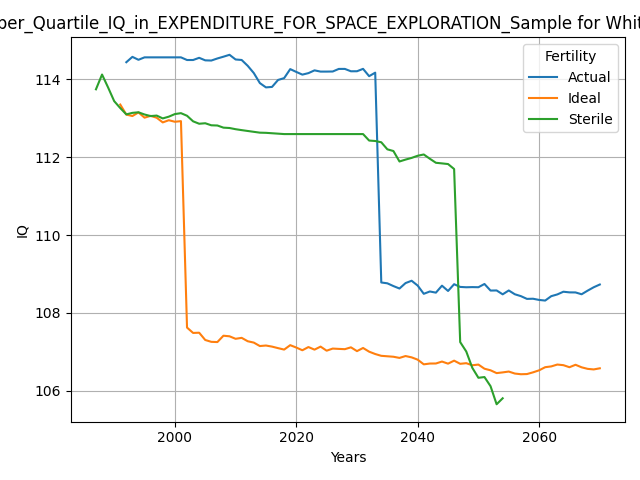 per_Quartile_IQ_in_EXPENDITURE_FOR_SPACE_EXPLORATION_Sample for Whit
Fertility
Actual
Ideal
Sterile
114
112
110
108
106
IQ
2000 2020 2040 2060
Years